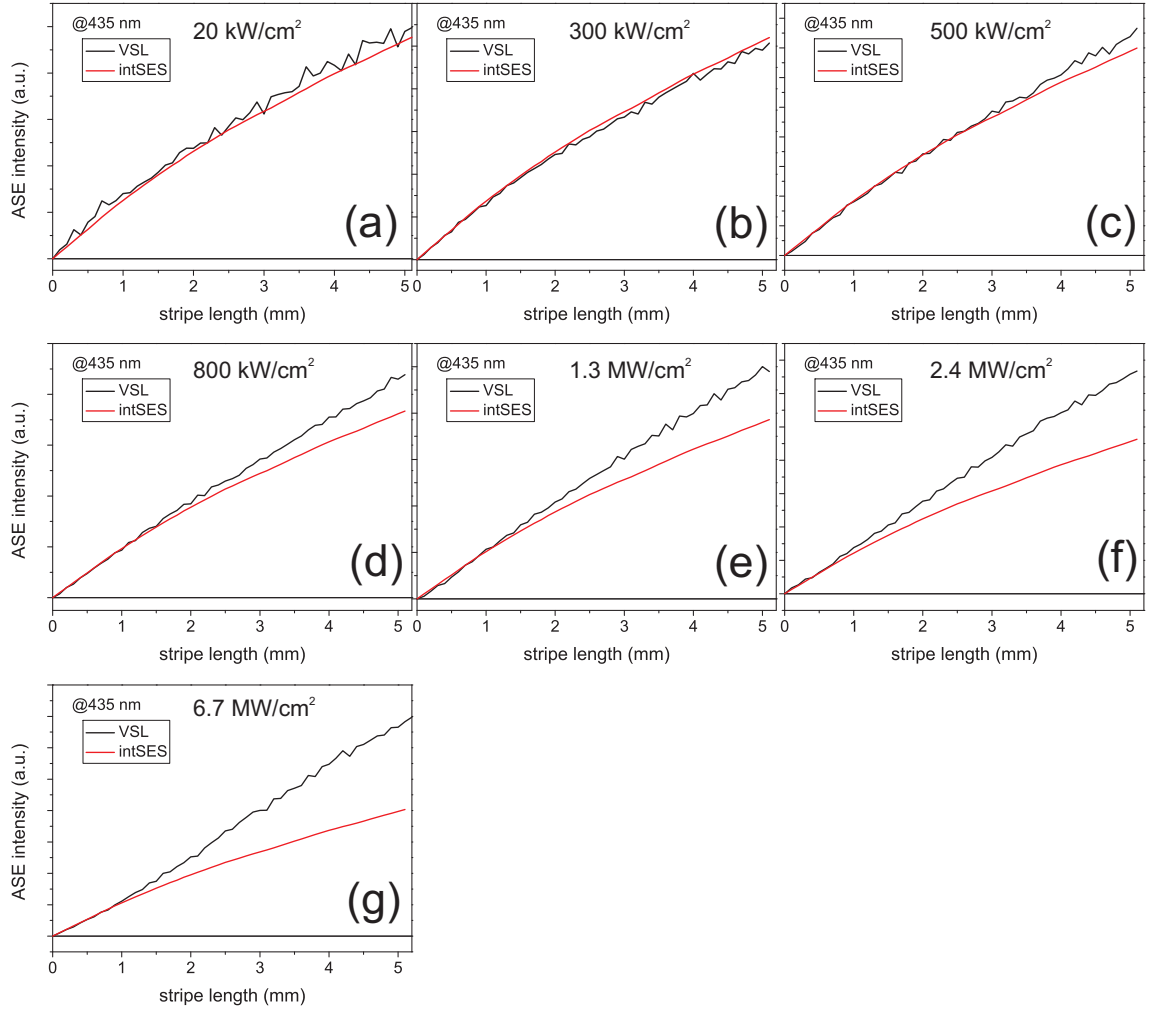 @435 nm 20 kW/cm²
VSL
intSES
(a)
ASE intensity (a.u.)
0 1 2 3 4 5
stripe length (mm)
@435 nm 300 kW/cm²
VSL
intSES
(b)
0 1 2 3 4 5
stripe length (mm)
@435 nm 500 kW/cm²
VSL
intSES
(c)
0 1 2 3 4 5
stripe length (mm)
@435 nm 800 kW/cm²
VSL
intSES
(d)
ASE intensity (a.u.)
0 1 2 3 4 5
stripe length (mm)
@435 nm 1.3 MW/cm²
VSL
intSES
(e)
0 1 2 3 4 5
stripe length (mm)
@435 nm 2.4 MW/cm²
VSL
intSES
(f)
0 1 2 3 4 5
stripe length (mm)
@435 nm 6.7 MW/cm²
VSL
intSES
(g)
ASE intensity (a.u.)
0 1 2 3 4 5
stripe length (mm)